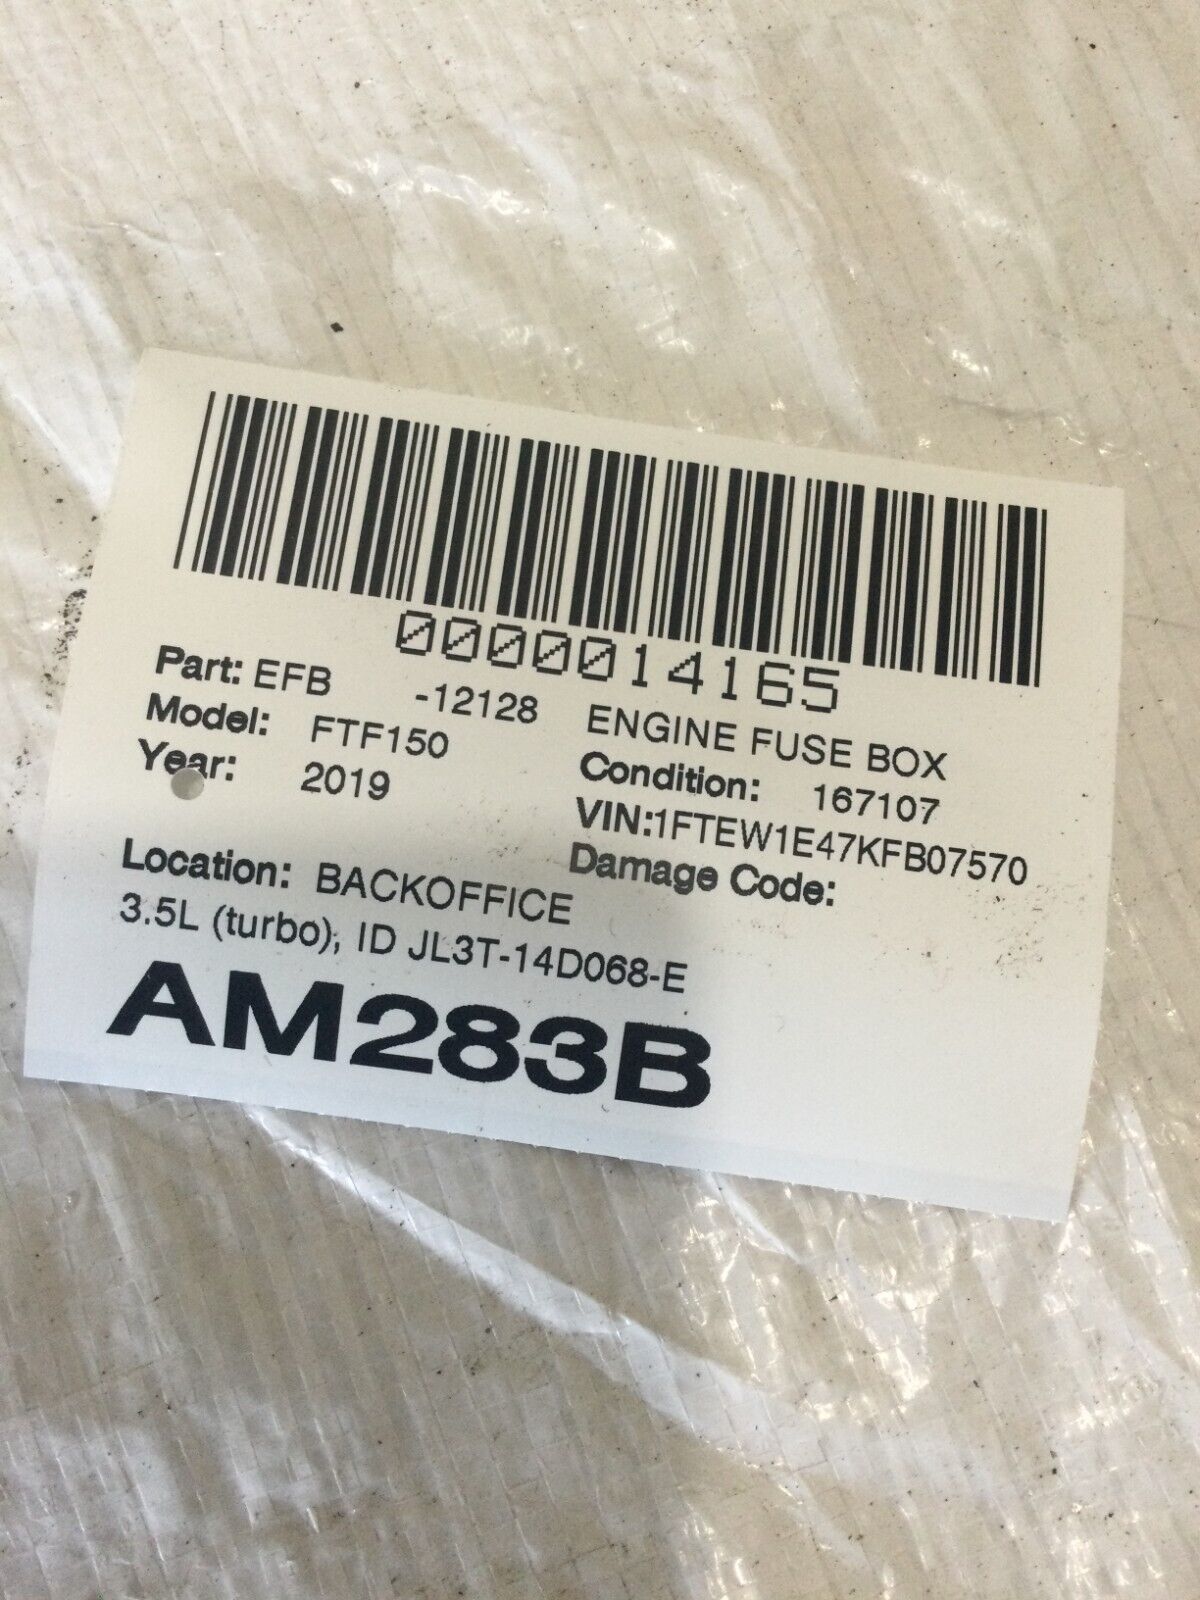 0000014165
Part: EFB -12128 ENGINE FUSE BOX
Model: FTF150 Condition: 167107
Year: 2019 VIN:1FTEW1E47KFB07570
Damage Code:
Location: BACKOFFICE
3.5L (turbo), ID JL3T-14D068-E
AM283B